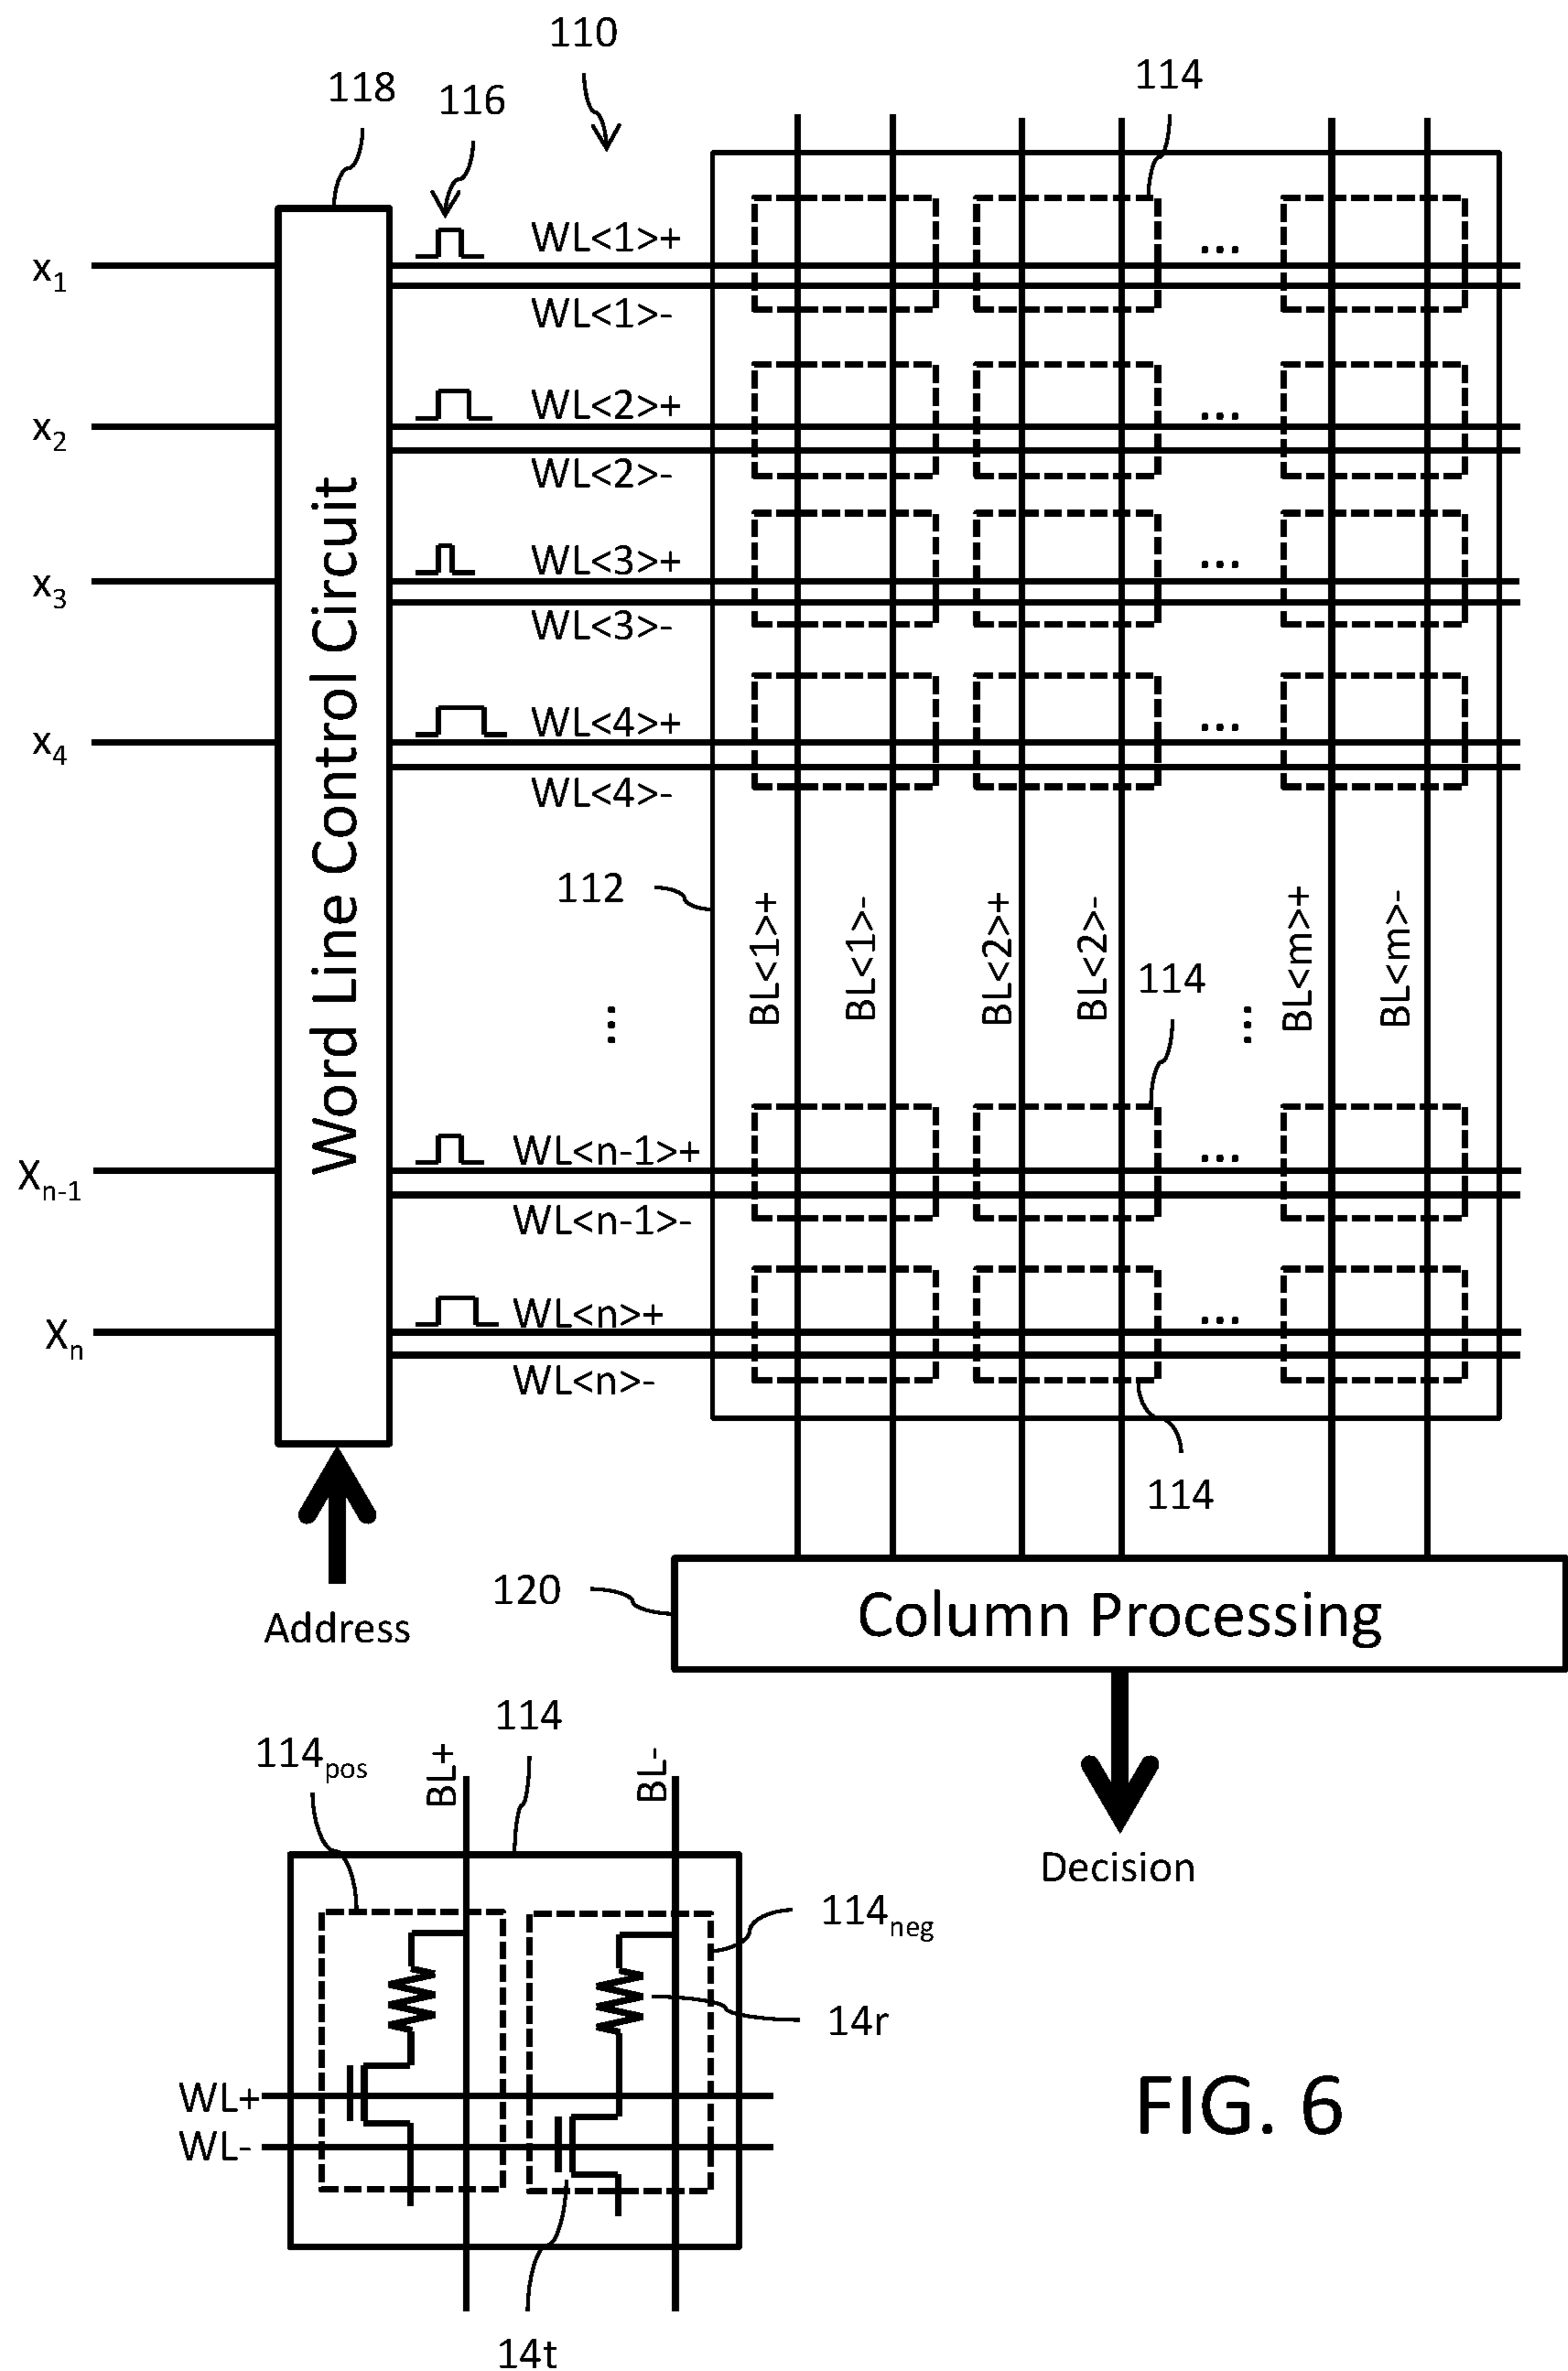 110
118
116
114
x1
WL<1>+
...
WL<1>-
x2
WL<2>+
...
WL<2>-
x3
WL<3>+
...
WL<3>-
x4
WL<4>+
...
WL<4>-
Word Line Control Circuit
112
BL<1>+
BL<1>-
BL<2>+
BL<2>-
BL<m>+
BL<m>-
114
...
...
Xn-1
WL<n-1>+
...
WL<n-1>-
Xn
WL<n>+
...
WL<n>-
114
Address
120
Column Processing
Decision
114
114pos
BL+
BL-
114neg
14r
WL+
WL-
14t
FIG. 6